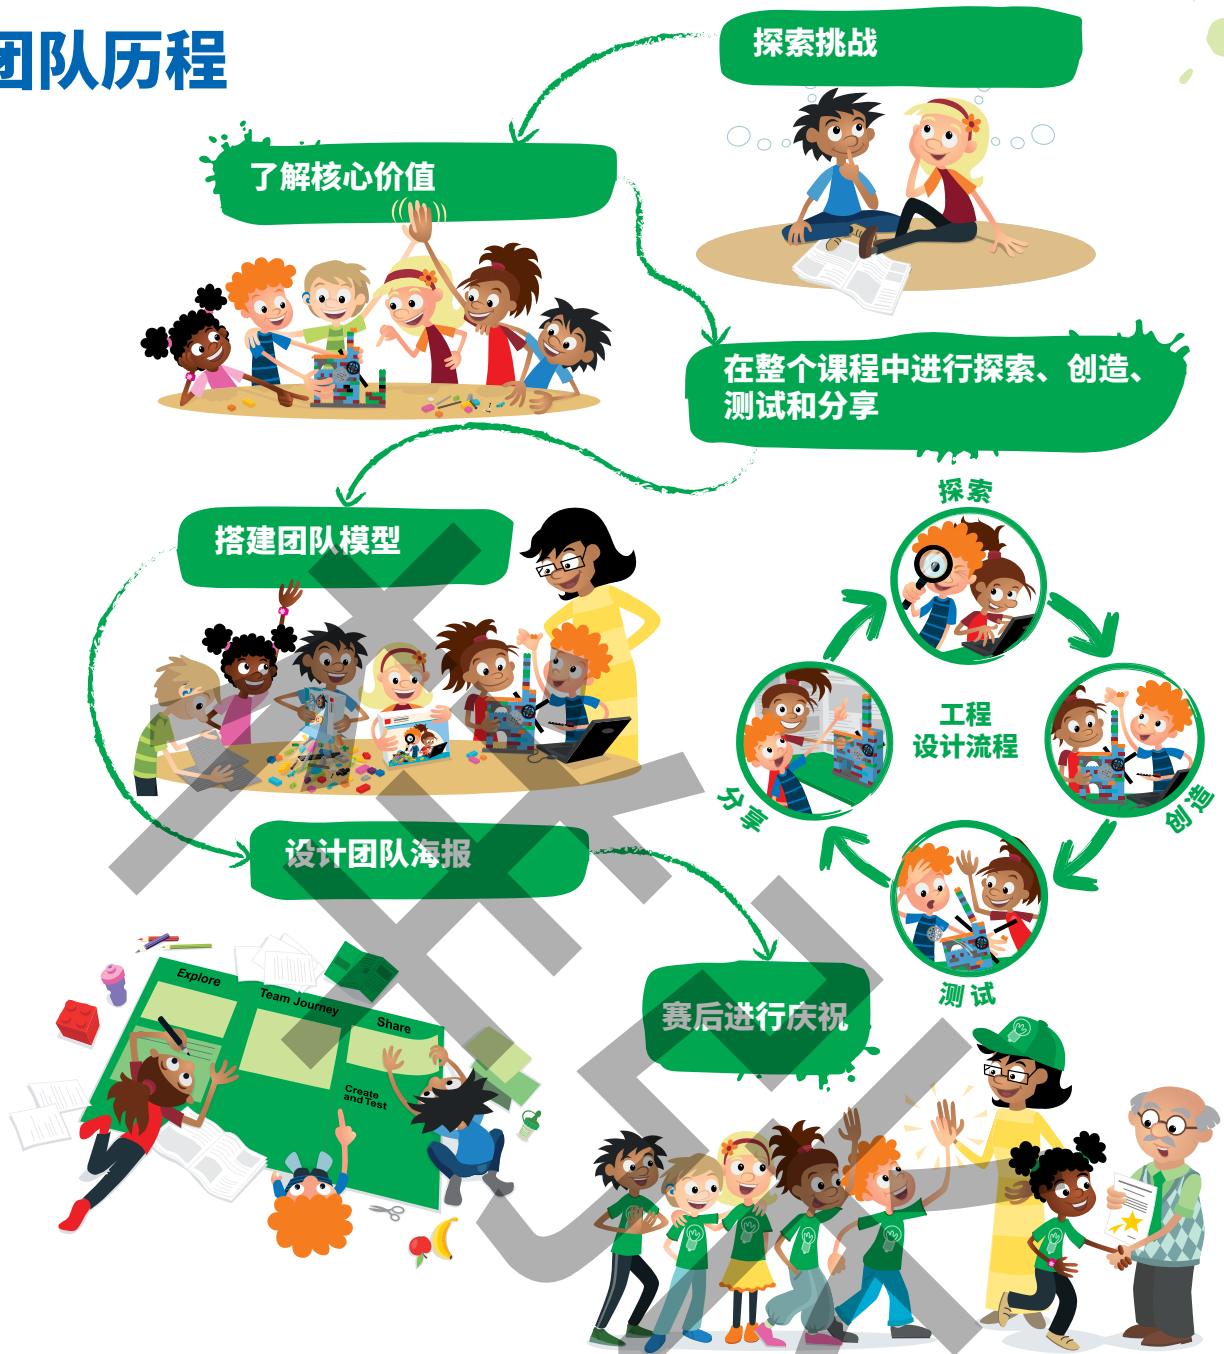 团队历程
探索挑战
了解核心价值
在整个课程中进行探索、创造、
测试和分享
搭建团队模型
探索
工程
设计流程
分享
创造
测试
设计团队海报
赛后进行庆祝
Explore
Team Journey
Share
Create
and Test